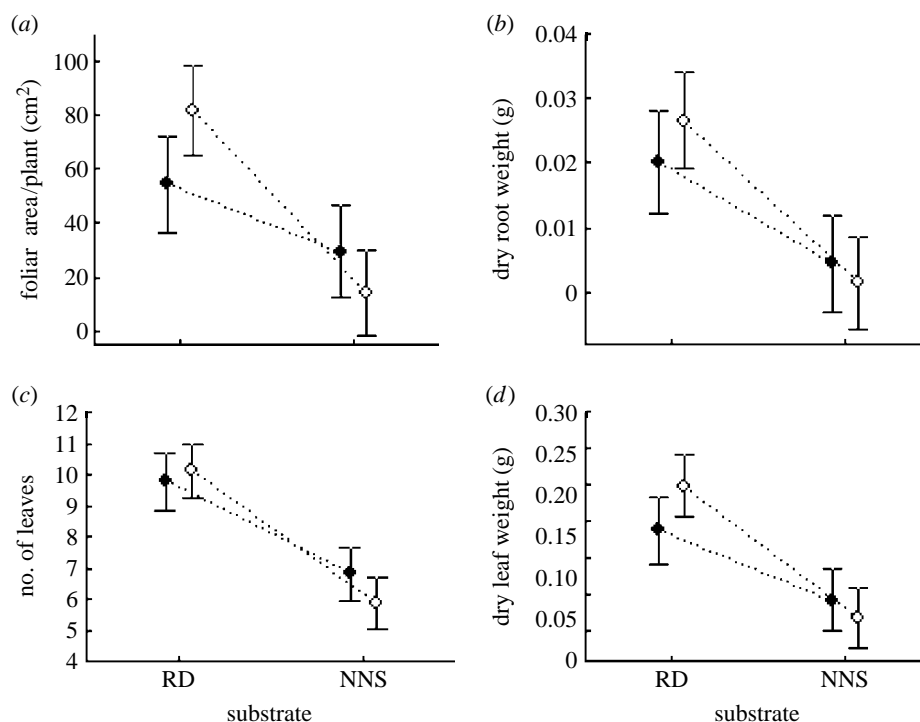 (a)
foliar area/plant (cm²)
100
80
60
40
20
0
(b)
dry root weight (g)
0.04
0.03
0.02
0.01
0
(c)
no. of leaves
12
11
10
9
8
7
6
5
4
RD NNS
substrate
(d)
dry leaf weight (g)
0.30
0.25
0.20
0.15
0.10
0.05
0
RD NNS
substrate